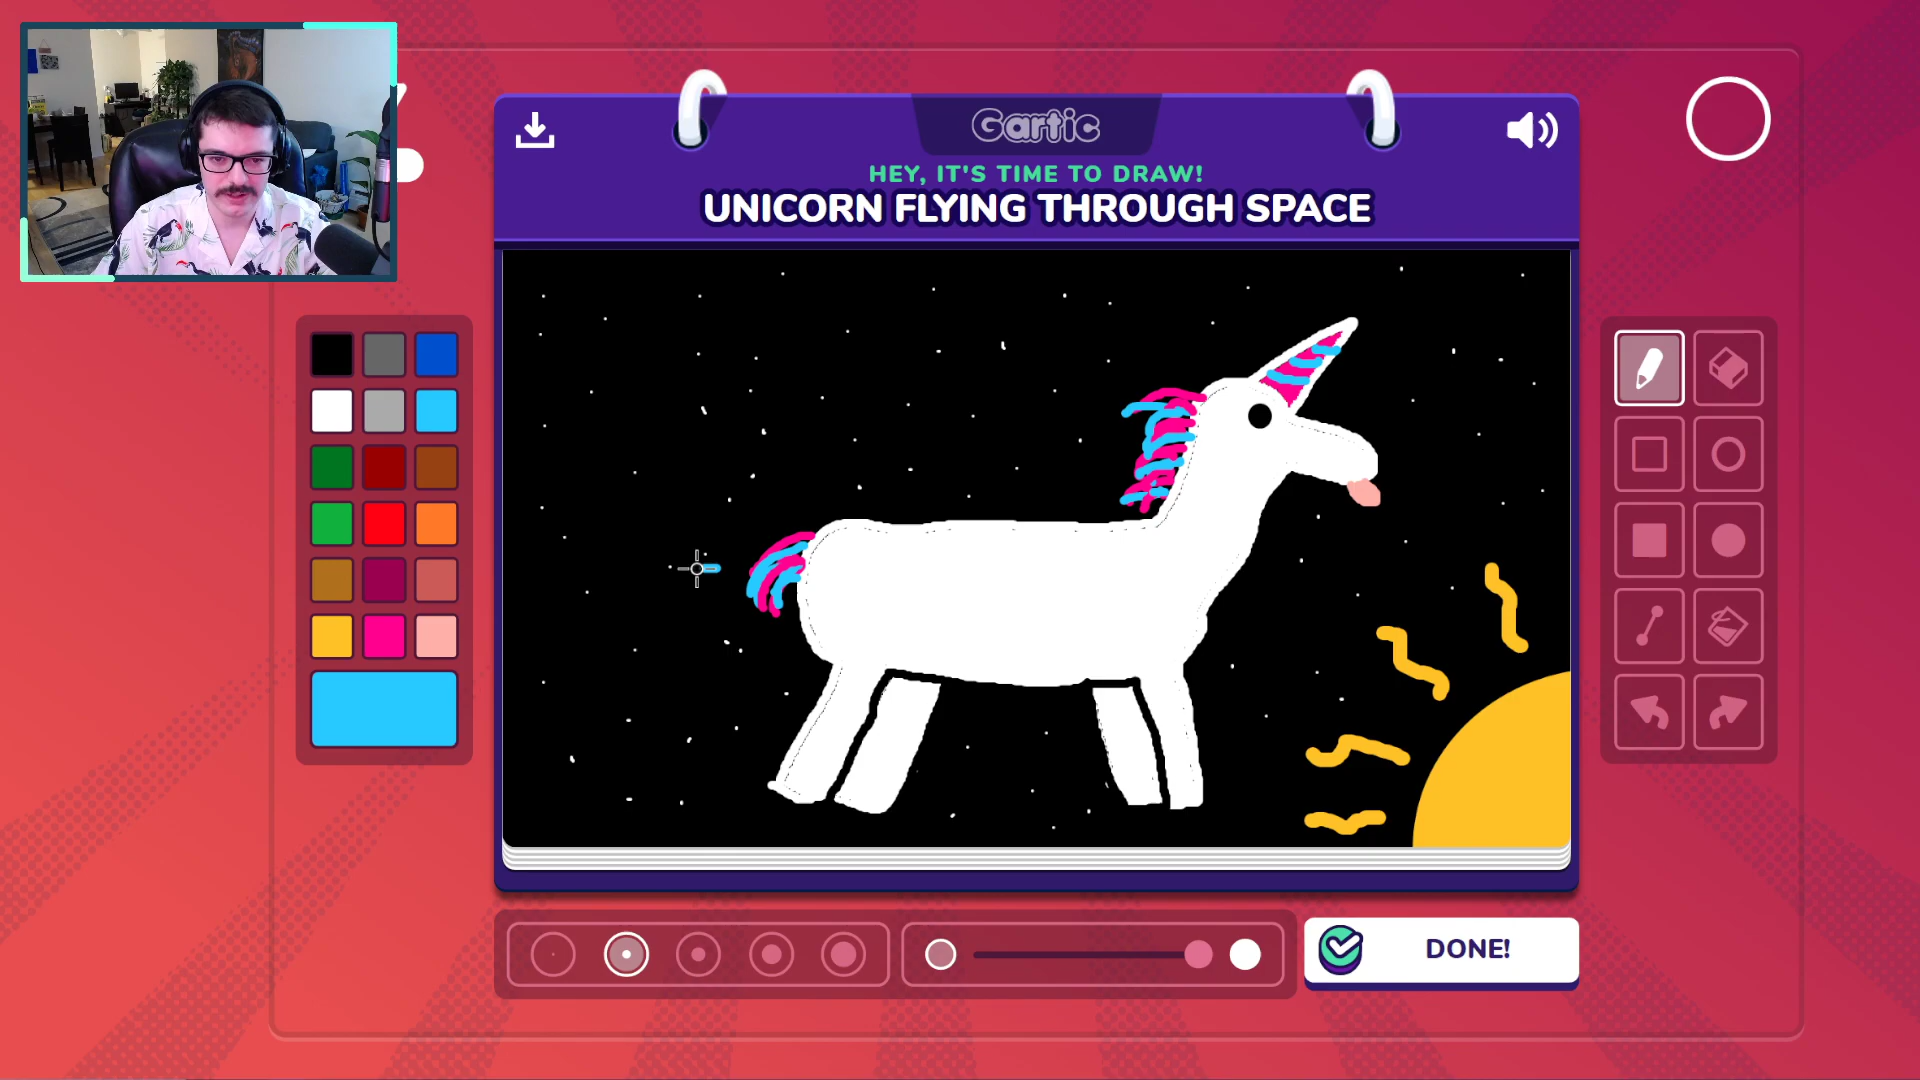 Gartic
HEY, IT'S TIME TO DRAW!
UNICORN FLYING THROUGH SPACE
DONE!